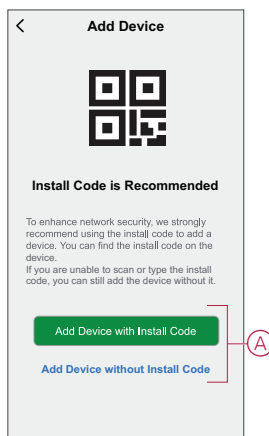 Add Device
Install Code is Recommended
To enhance network security, we strongly
recommend using the install code to add a
device. You can find the install code on the
device.
If you are unable to scan or type the install
code, you can still add the device without it.
Add Device with Install Code
A
Add Device without Install Code